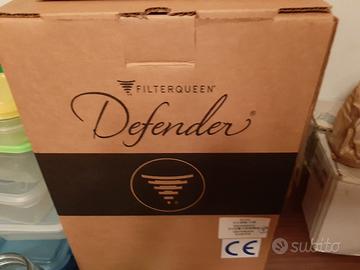 FILTERQUEEN®
Defender®
CE
subito